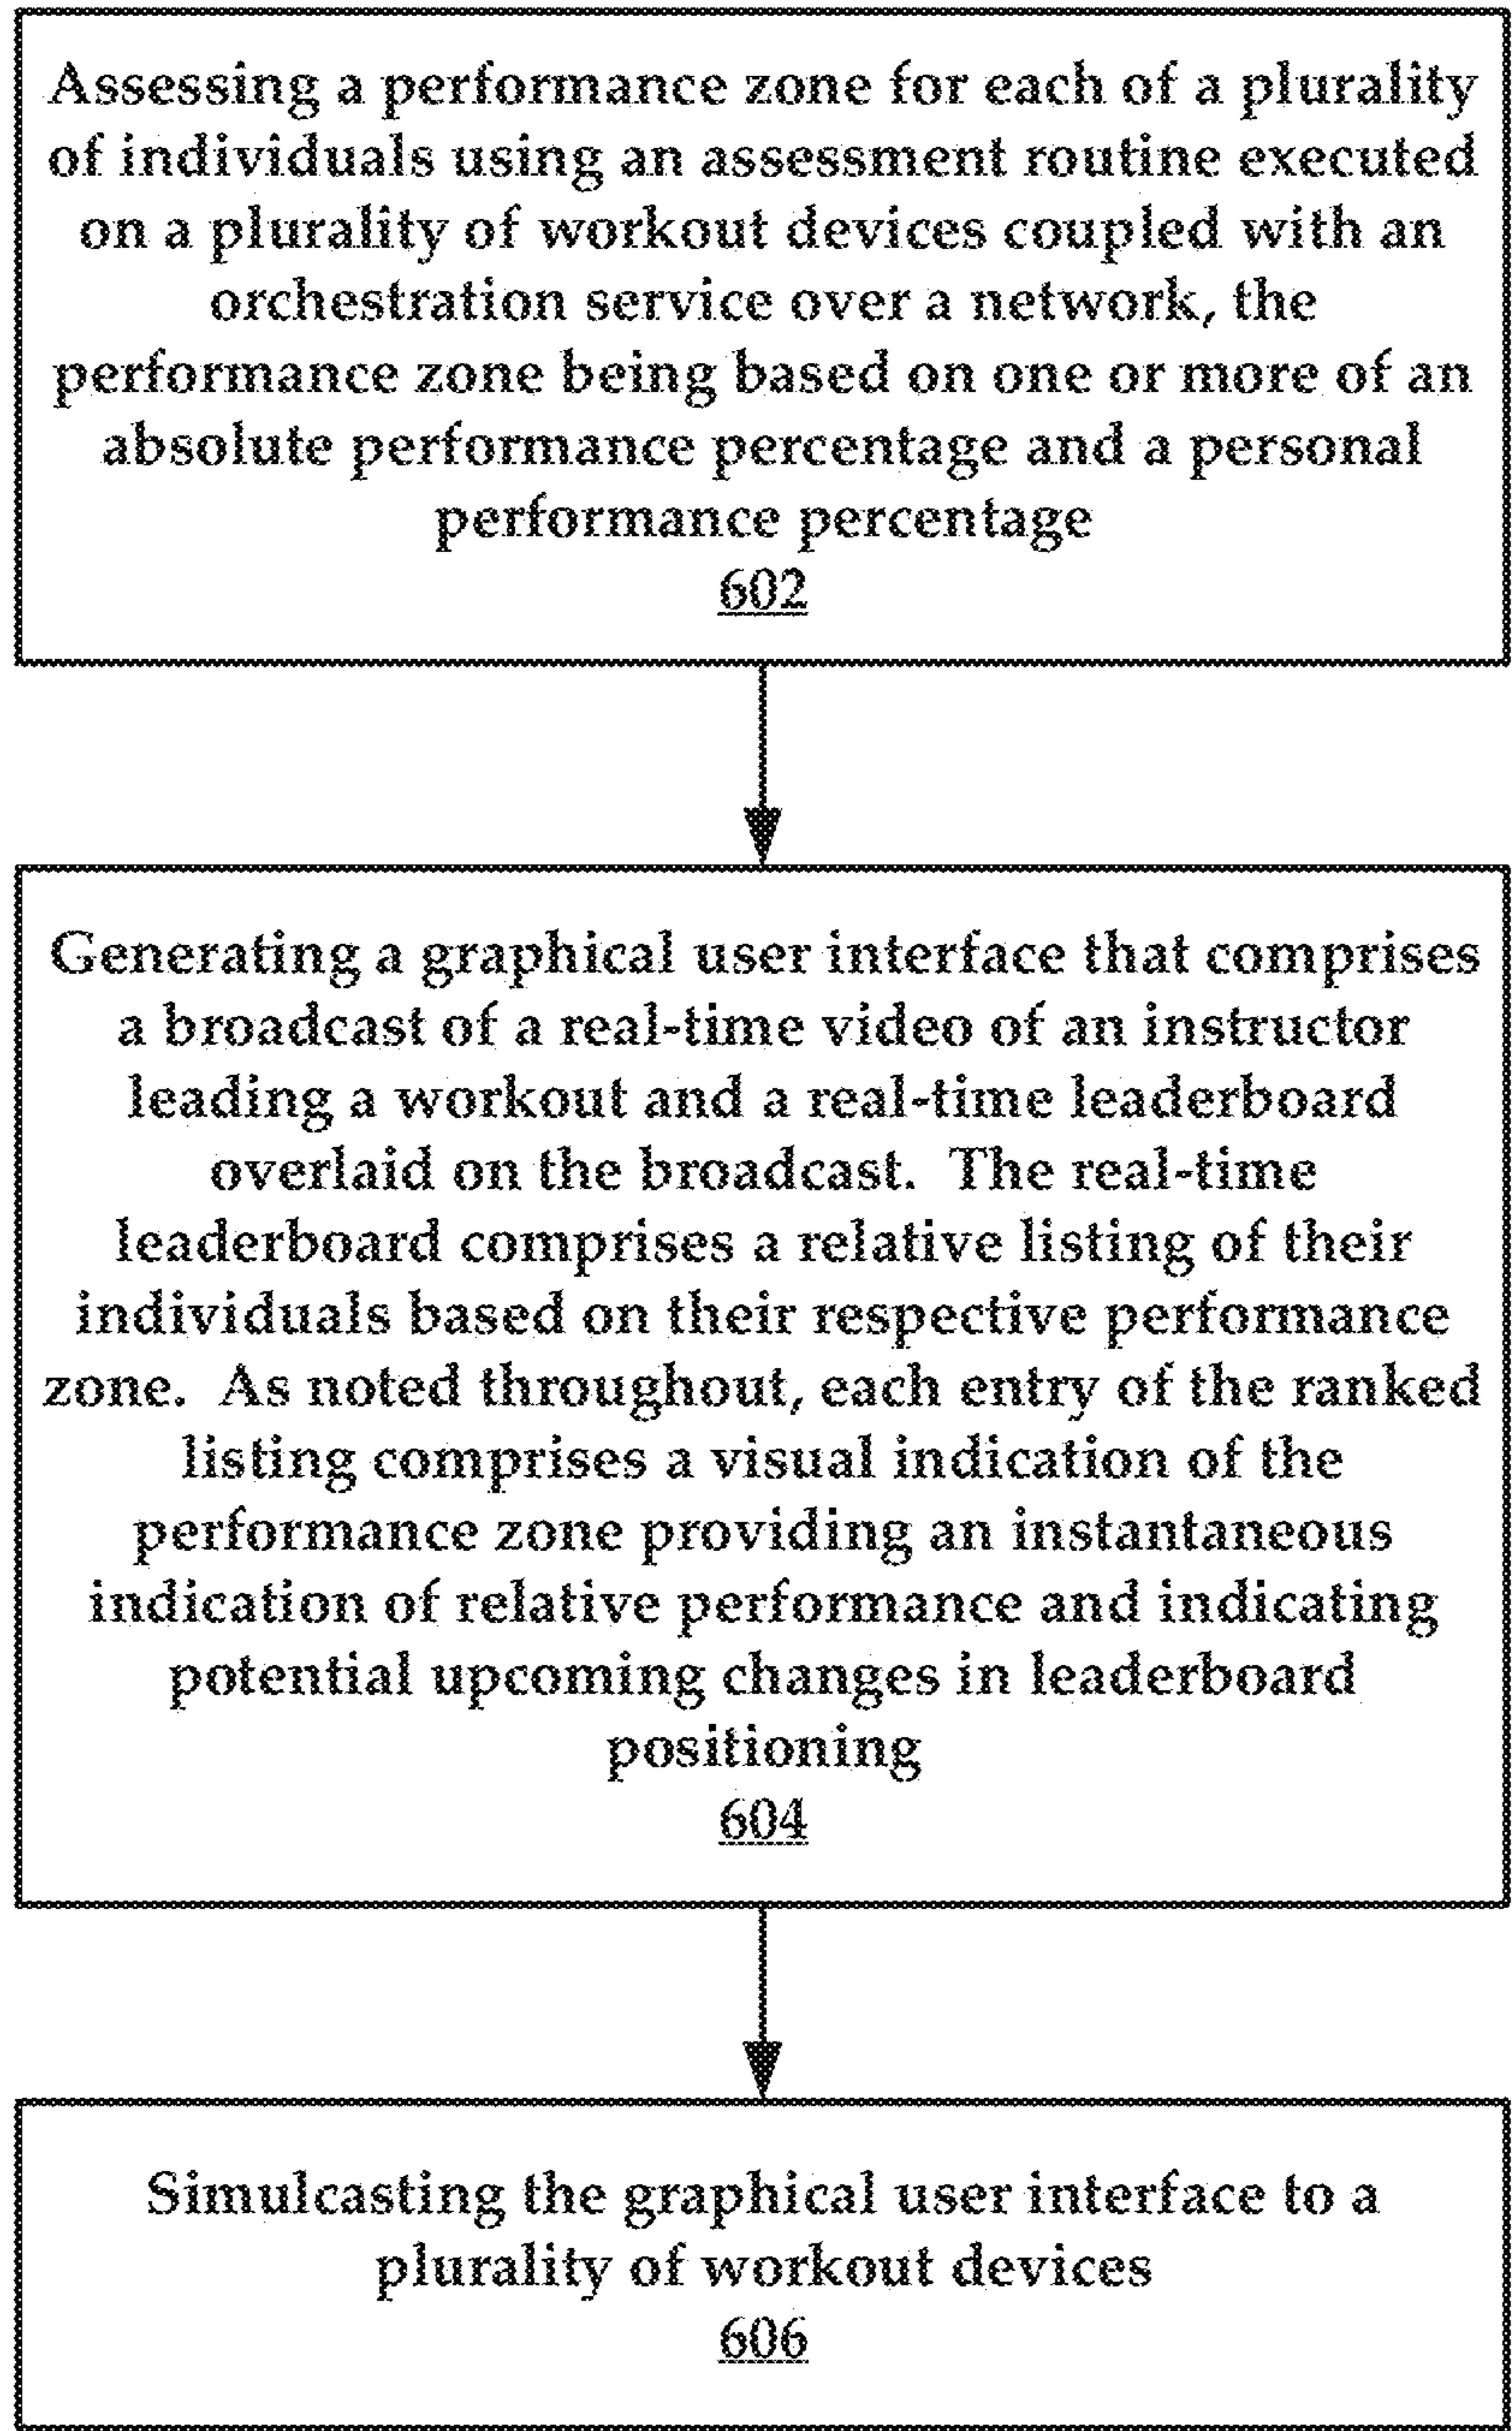 Assessing a performance zone for each of a plurality
of individuals using an assessment routine executed
on a plurality of workout devices coupled with an
orchestration service over a network, the
performance zone being based on one or more of an
absolute performance percentage and a personal
performance percentage
602
Generating a graphical user interface that comprises
a broadcast of a real-time video of an instructor
leading a workout and a real-time leaderboard
overlaid on the broadcast.  The real-time
leaderboard comprises a relative listing of their
individuals based on their respective performance
zone.  As noted throughout, each entry of the ranked
listing comprises a visual indication of the
performance zone providing an instantaneous
indication of relative performance and indicating
potential upcoming changes in leaderboard
positioning
604
Simulcasting the graphical user interface to a
plurality of workout devices
606